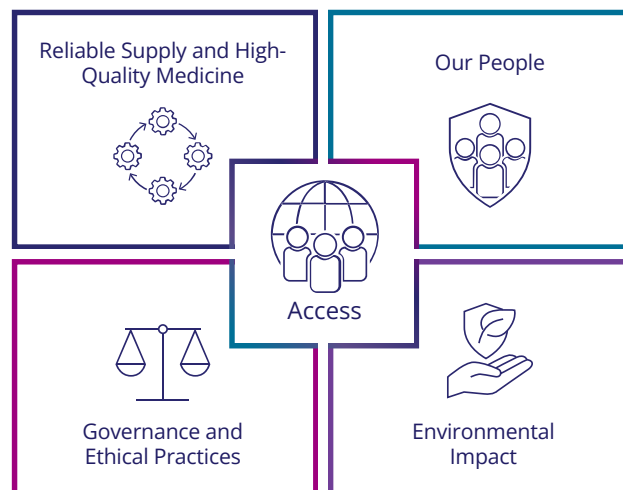 Reliable Supply and High-
Quality Medicine
Our People
Access
Governance and
Ethical Practices
Environmental
Impact